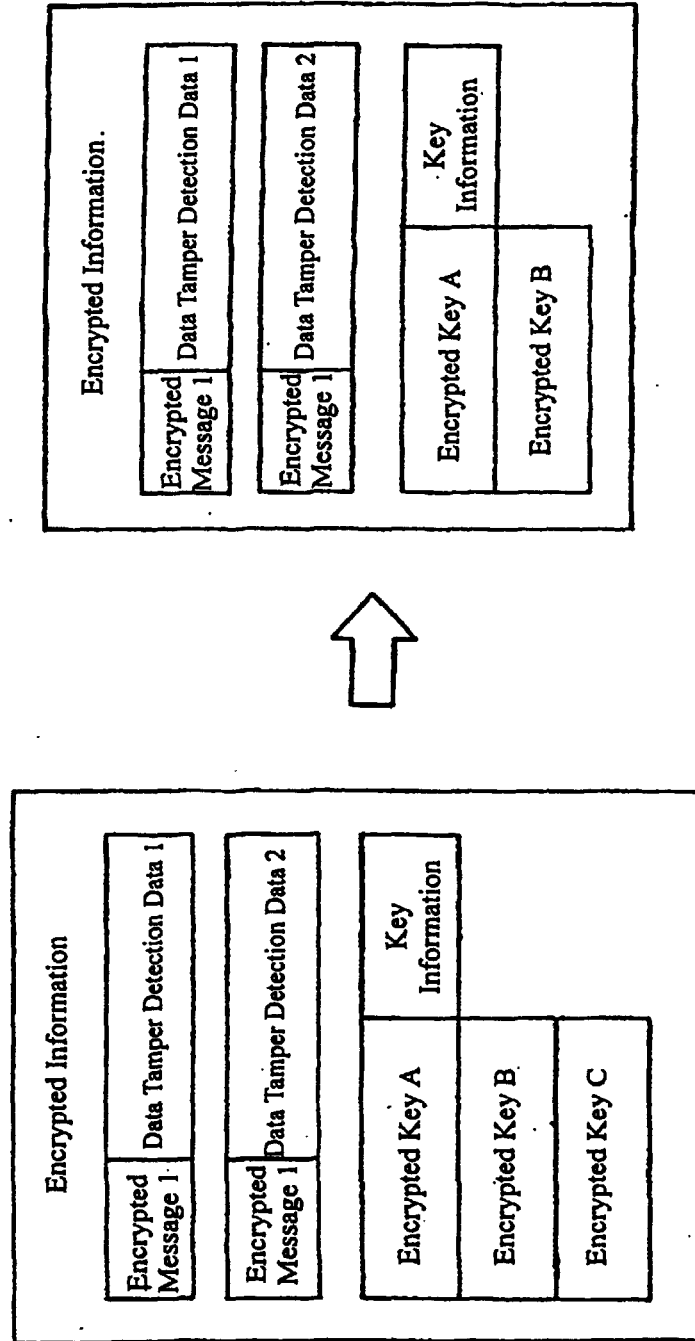 Encrypted Information
Encrypted
Message 1
Data Tamper Detection Data 1
Encrypted
Message 1
Data Tamper Detection Data 2
Encrypted Key A
Key
Information
Encrypted Key B
Encrypted Key C
Encrypted Information.
Encrypted
Message 1
Data Tamper Detection Data 1
Encrypted
Message 1
Data Tamper Detection Data 2
Encrypted Key A
Key
Information
Encrypted Key B